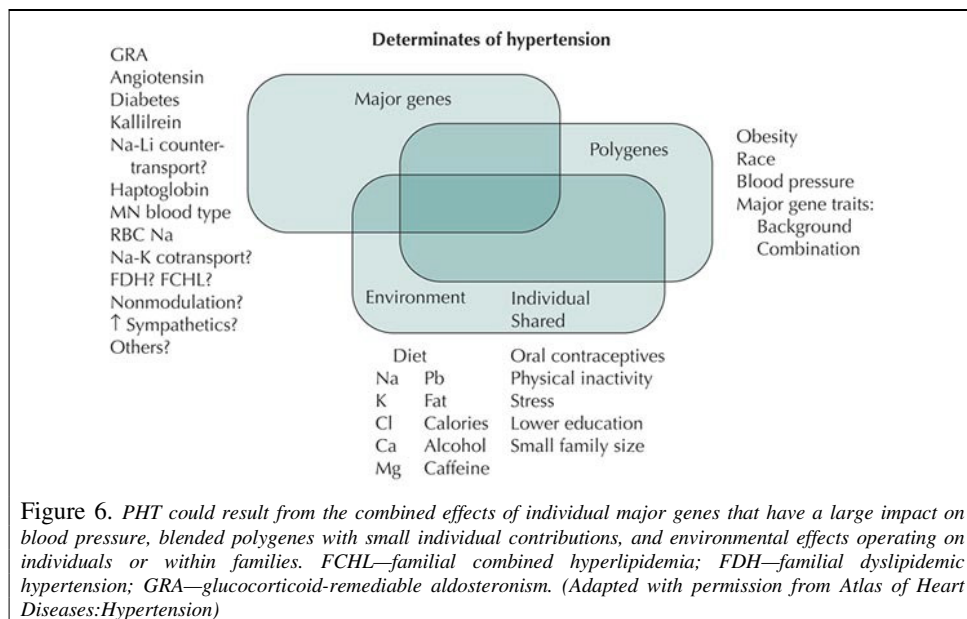 Determinates of hypertension
GRA
Angiotensin
Diabetes
Kallilrein
Na-Li counter-
transport?
Haptoglobin
MN blood type
RBC Na
Na-K cotransport?
FDH? FCHL?
Nonmodulation?
↑ Sympathetics?
Others?
Major genes
Polygenes
Obesity
Race
Blood pressure
Major gene traits:
Background
Combination
Environment
Individual
Shared
Diet
Na Pb
K Fat
Cl Calories
Ca Alcohol
Mg Caffeine
Oral contraceptives
Physical inactivity
Stress
Lower education
Small family size
Figure 6. PHT could result from the combined effects of individual major genes that have a large impact on
blood pressure, blended polygenes with small individual contributions, and environmental effects operating on
individuals or within families. FCHL—familial combined hyperlipidemia; FDH—familial dyslipidemic
hypertension; GRA—glucocorticoid-remediable aldosteronism. (Adapted with permission from Atlas of Heart
Diseases:Hypertension)